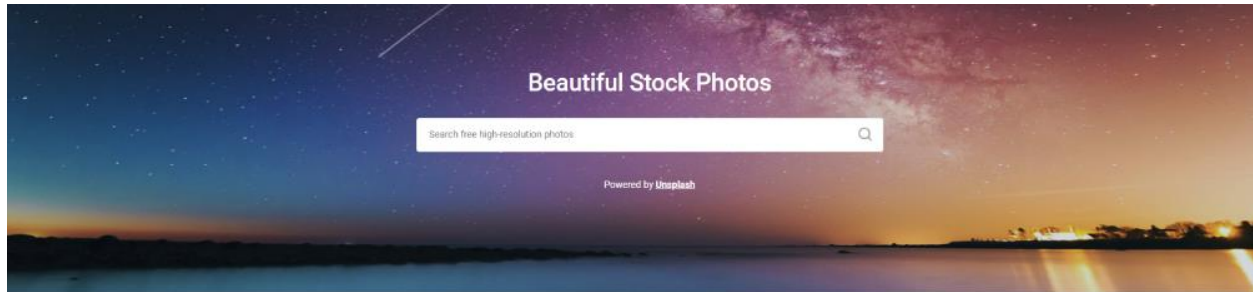 Beautiful Stock Photos
Search free high-resolution photos
Powered by Unsplash